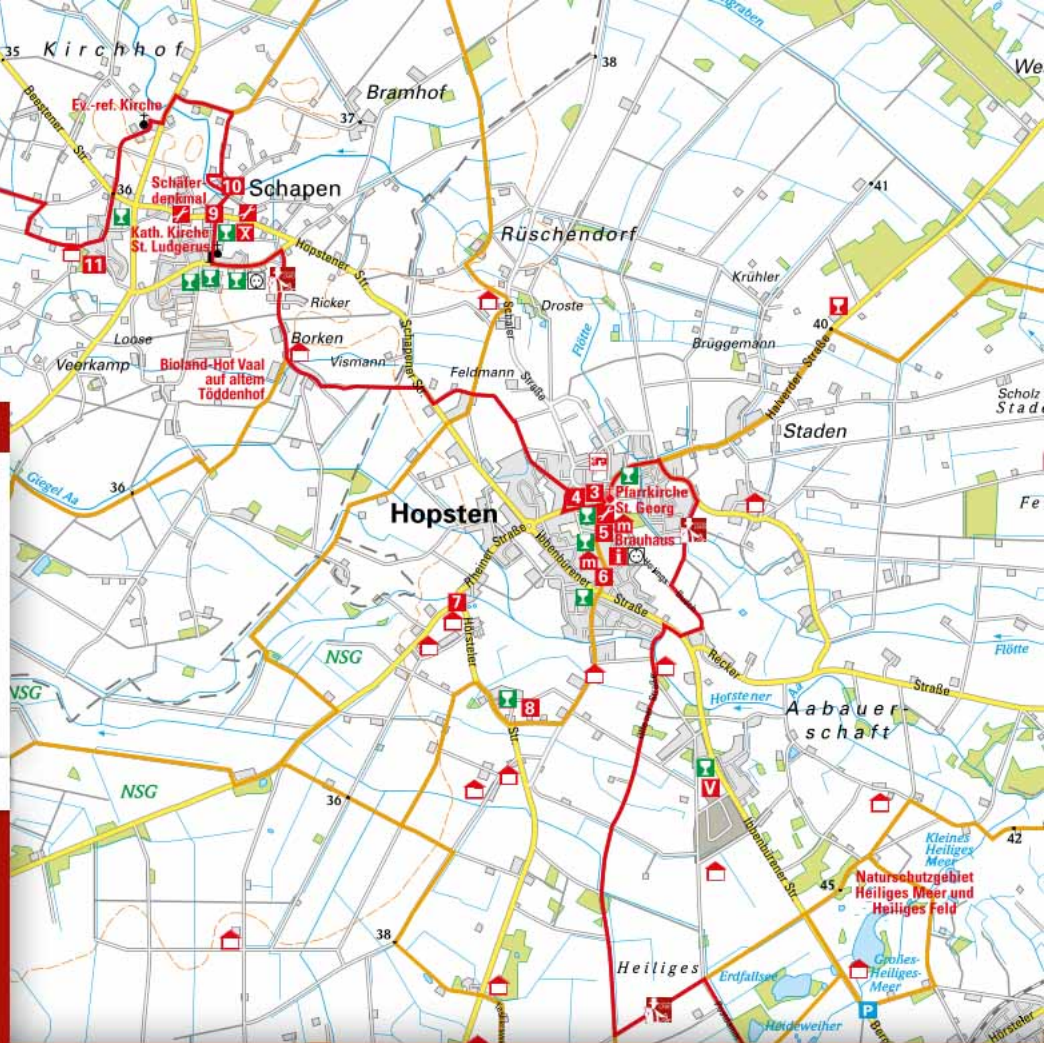 35
Kirchhof
38
We
Ev.-ref. Kirche
Bramhof
37
Beestener
Str.
36
Schäfer-
denkmal
10
Schapen
41
9
Kath. Kirche
St. Ludgerus
X
Rüschendorf
Hopstener Str.
11
Krühler
Ricker
Droste
Schaler
Straße
Flötte
40
Loose
Borken
Brüggemann
Veerkamp
Bioland-Hof Vaal
auf altem
Töddenhof
Vismann
Schapener Str.
Feldmann
Halverder Straße
Scholz
Stade
Staden
Giegel Aa
36
4
3
Pfarrkirche
St. Georg
Fe
Hopsten
m
5
Brauhaus
i
m
6
Rheiner Straße
Ibbenbürener
Straße
7
Hörsteler
Str.
NSG
NSG
Recker
Straße
Flötte
Horstener
Aa
8
Aabauer-
schaft
NSG
V
36
Ibbenbürener Str.
42
Kleines
Heiliges
Meer
45
Naturschutzgebiet
Heiliges Meer und
Heiliges Feld
38
Heiliges
Erdfallsee
Großes-
Heiliges-
Meer
P
Heideweiher
Hörsteler